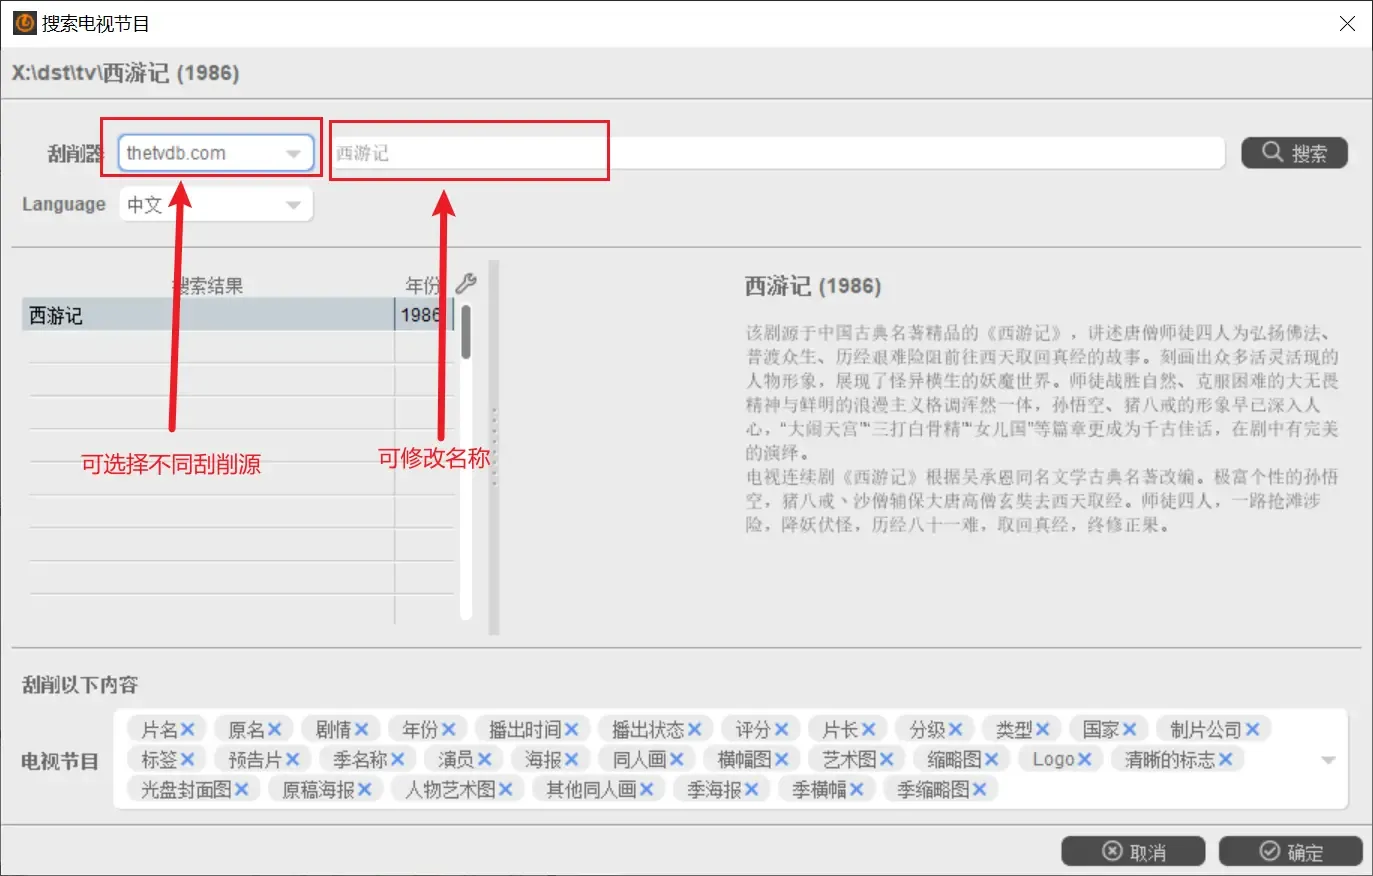 搜索电视节目
X:\dst\tv\西游记 (1986)
刮削器 thetvdb.com 西游记 搜索
Language 中文
搜索结果 年份
西游记 1986
可选择不同刮削源
可修改名称
西游记 (1986)
该剧源于中国古典名著精品的《西游记》，讲述唐僧师徒四人为弘扬佛法、
普渡众生、历经艰难险阻前往西天取回真经的故事。刻画出众多活灵活现的
人物形象，展现了怪异横生的妖魔世界。师徒战胜自然、克服困难的大无畏
精神与鲜明的浪漫主义格调浑然一体，孙悟空、猪八戒的形象早已深入人
心，“大闹天宫”“三打白骨精”“女儿国”等篇章更成为千古佳话，在剧中有完美
的演绎。
电视连续剧《西游记》根据吴承恩同名文学古典名著改编。极富个性的孙悟
空，猪八戒、沙僧辅保大唐高僧玄奘去西天取经。师徒四人，一路抢滩涉
险，降妖伏怪，历经八十一难，取回真经，终修正果。
刮削以下内容
电视节目
片名 原名 剧情 年份 播出时间 播出状态 评分 片长 分级 类型 国家 制片公司
标签 预告片 季名称 演员 海报 同人画 横幅图 艺术图 缩略图 Logo 清晰的标志
光盘封面图 原稿海报 人物艺术图 其他同人画 季海报 季横幅 季缩略图
取消 确定